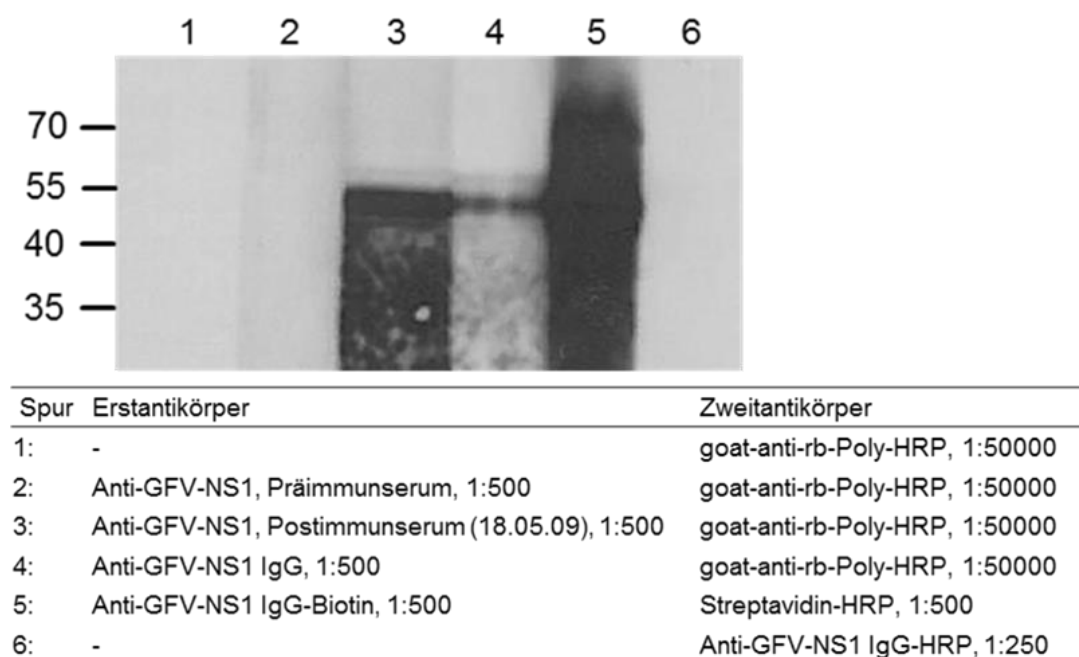 1 2 3 4 5 6
70
55
40
35
Spur Erstantikörper Zweitantikörper
1: - goat-anti-rb-Poly-HRP, 1:50000
2: Anti-GFV-NS1, Präimmunserum, 1:500 goat-anti-rb-Poly-HRP, 1:50000
3: Anti-GFV-NS1, Postimmunserum (18.05.09), 1:500 goat-anti-rb-Poly-HRP, 1:50000
4: Anti-GFV-NS1 IgG, 1:500 goat-anti-rb-Poly-HRP, 1:50000
5: Anti-GFV-NS1 IgG-Biotin, 1:500 Streptavidin-HRP, 1:500
6: - Anti-GFV-NS1 IgG-HRP, 1:250